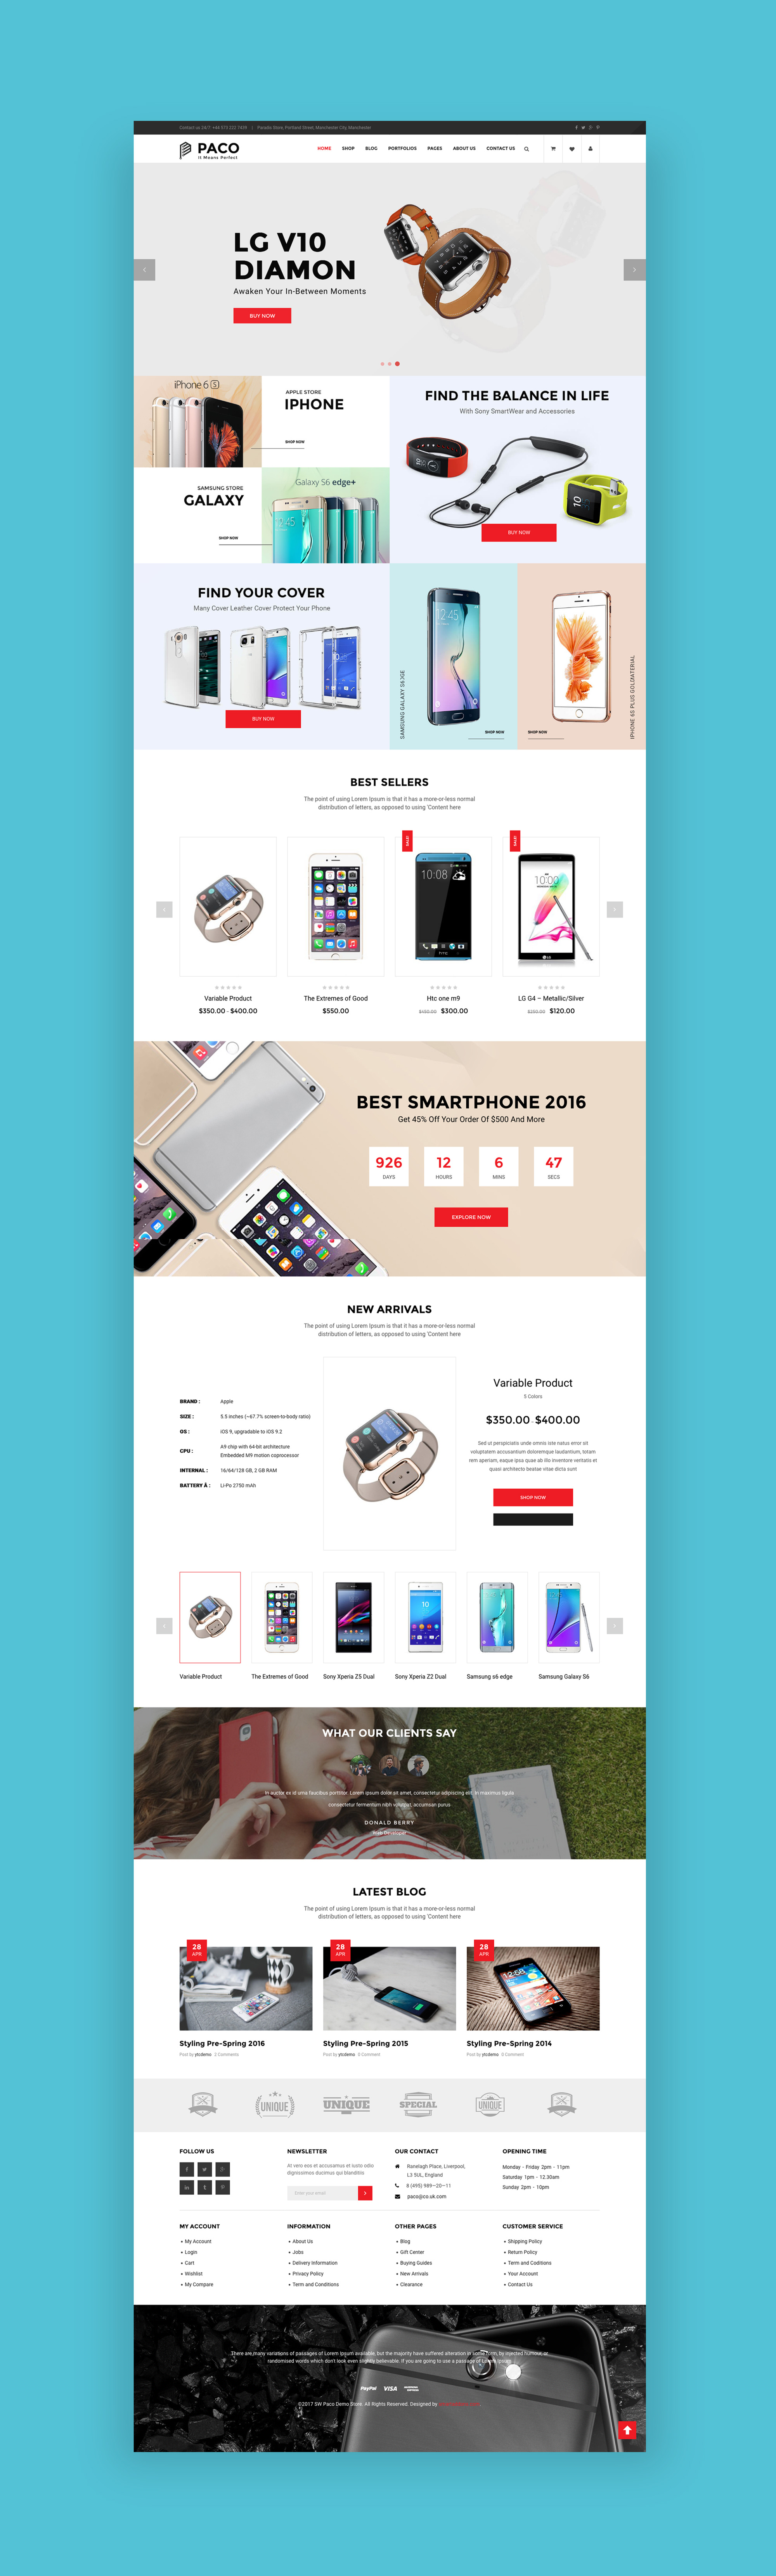 Contact us 24/7 +44 573 222 7439 | Parado Store, Portland Street, Manchester City, Manchester
PACO
It Means Perfect
HOME SHOP BLOG PORTFOLIOS PAGES ABOUT US CONTACT US
LG V10
DIAMON
Awaken Your In-Between Moments
BUY NOW
iPhone 6 S
APPLE STORE
IPHONE
SHOP NOW
SAMSUNG STORE
GALAXY
SHOP NOW
Galaxy S6 edge+
FIND THE BALANCE IN LIFE
With Sony SmartWear and Accessories
BUY NOW
FIND YOUR COVER
Many Cover Leather Cover Protect Your Phone
BUY NOW
SAMSUNG GALAXY S6JGE
SHOP NOW
SHOP NOW
IPHONE 6S PLUS GOLDMATERIAL
BEST SELLERS
The point of using Lorem Ipsum is that it has a more-or-less normal
distribution of letters, as opposed to using 'Content here
SALE!
SALE!
10:08
10:00
Variable Product
$350.00 - $400.00
The Extremes of Good
$550.00
Htc one m9
$300.00
LG G4 – Metallic/Silver
$120.00
BEST SMARTPHONE 2016
Get 45% Off Your Order Of $500 And More
926 12 6 47
DAYS HOURS MINS SECS
EXPLORE NOW
NEW ARRIVALS
The point of using Lorem Ipsum is that it has a more-or-less normal
distribution of letters, as opposed to using 'Content here
BRAND : Apple
SIZE : 5.5 inches (~67.7% screen-to-body ratio)
OS : iOS 9, upgradable to iOS 9.2
CPU : A9 chip with 64-bit architecture
Embedded M9 motion coprocessor
INTERNAL : 16/64/128 GB, 2 GB RAM
BATTERY Â : Li-Po 2750 mAh
Variable Product
5 Colors
$350.00 - $400.00
Sed ut perspiciatis unde omnis iste natus error sit
voluptatem accusantium doloremque laudantium, totam
rem aperiam, eaque ipsa quae ab illo inventore veritatis et
quasi architecto beatae vitae dicta sunt
SHOP NOW
Variable Product
The Extremes of Good
Sony Xperia Z5 Dual
Sony Xperia Z2 Dual
Samsung s6 edge
Samsung Galaxy S6
WHAT OUR CLIENTS SAY
In auctor ex id urna faucibus porttitor. Lorem ipsum dolor sit amet, consectetur adipiscing elit. In maximus ligula
consectetur fermentum nibh volutpat, accumsan purus
DONALD BERRY
Web Developer
LATEST BLOG
The point of using Lorem Ipsum is that it has a more-or-less normal
distribution of letters, as opposed to using 'Content here
28
APR
28
APR
28
APR
Styling Pre-Spring 2016
Post by ytcdemo 2 Comments
Styling Pre-Spring 2015
Post by ytcdemo 0 Comment
Styling Pre-Spring 2014
Post by ytcdemo 0 Comment
UNIQUE
UNIQUE
SPECIAL
UNIQUE
FOLLOW US
NEWSLETTER
At vero eos et accusamus et iusto odio
dignissimos ducimus qui blanditiis
Enter your email
OUR CONTACT
Ranelagh Place, Liverpool,
L3 5UL, England
8 (495) 989—20—11
paco@co.uk.com
OPENING TIME
Monday - Friday 2pm - 11pm
Saturday 1pm - 12.30am
Sunday 2pm - 10pm
MY ACCOUNT
My Account
Login
Cart
Wishlist
My Compare
INFORMATION
About Us
Jobs
Delivery Information
Privacy Policy
Term and Conditions
OTHER PAGES
Blog
Gift Center
Buying Guides
New Arrivals
Clearance
CUSTOMER SERVICE
Shipping Policy
Return Policy
Term and Coditions
Your Account
Contact Us
There are many variations of passages of Lorem Ipsum available, but the majority have suffered alteration in some form, by injected humour, or
randomised words which don't look even slightly believable. If you are going to use a passage of Lorem Ipsum
PayPal VISA
©2017 SW Paco Demo Store. All Rights Reserved. Designed by